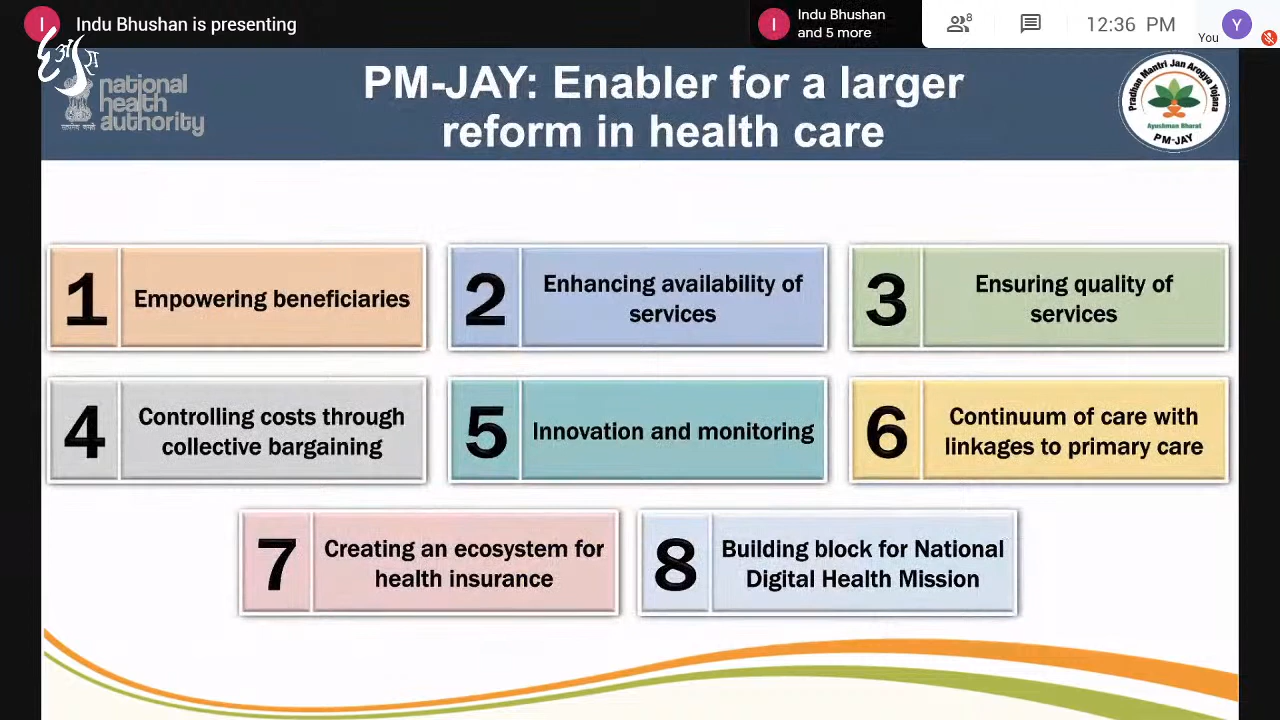 I
Indu Bhushan is presenting
I
Indu Bhushan
and 5 more
8
12:36 PM
You
Y
national
health
authority
सत्यमेव जयते
PM-JAY: Enabler for a larger
reform in health care
Pradhan Mantri Jan Arogya Yojana
Ayushman Bharat
PM-JAY
1
Empowering beneficiaries
2
Enhancing availability of
services
3
Ensuring quality of
services
4
Controlling costs through
collective bargaining
5
Innovation and monitoring
6
Continuum of care with
linkages to primary care
7
Creating an ecosystem for
health insurance
8
Building block for National
Digital Health Mission